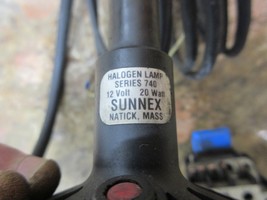 HALOGEN LAMP
SERIES 740
12 Volt 20 Watt
SUNNEX
NATICK, MASS